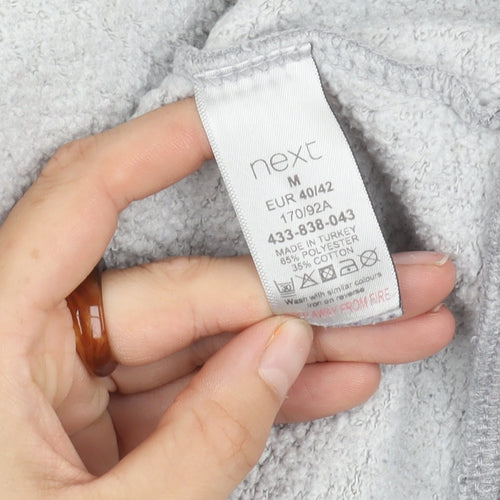 next
M
EUR 40/42
170/92A
433-838-043
MADE IN TURKEY
65% POLYESTER
35% COTTON
Wash with similar colours
iron on reverse
AWAY FROM FIRE